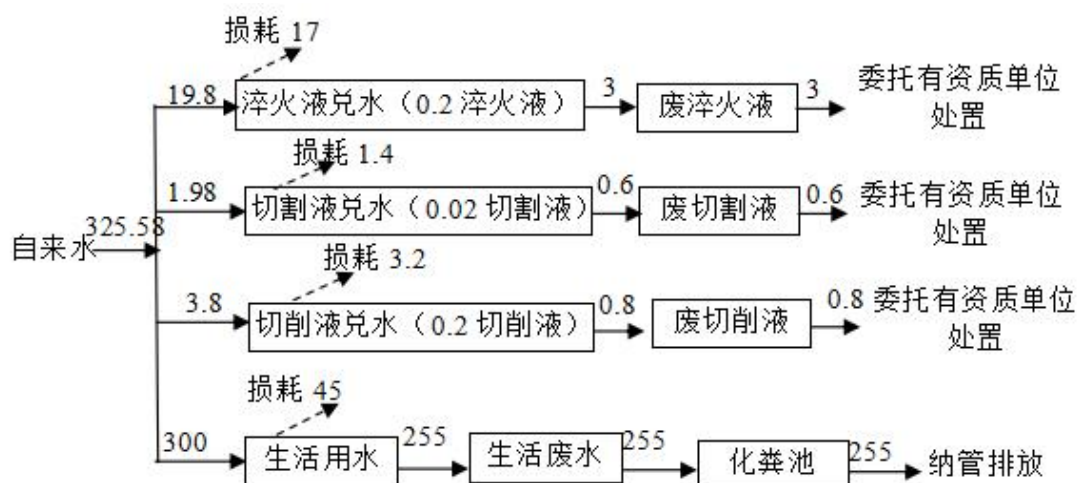 损耗 17
19.8
淬火液兑水（0.2 淬火液）
3
废淬火液
3
委托有资质单位
处置
损耗 1.4
1.98
切割液兑水（0.02 切割液）
0.6
废切割液
0.6
委托有资质单位
处置
自来水
325.58
损耗 3.2
3.8
切削液兑水（0.2 切削液）
0.8
废切削液
0.8
委托有资质单位
处置
损耗 45
300
生活用水
255
生活废水
255
化粪池
255
纳管排放